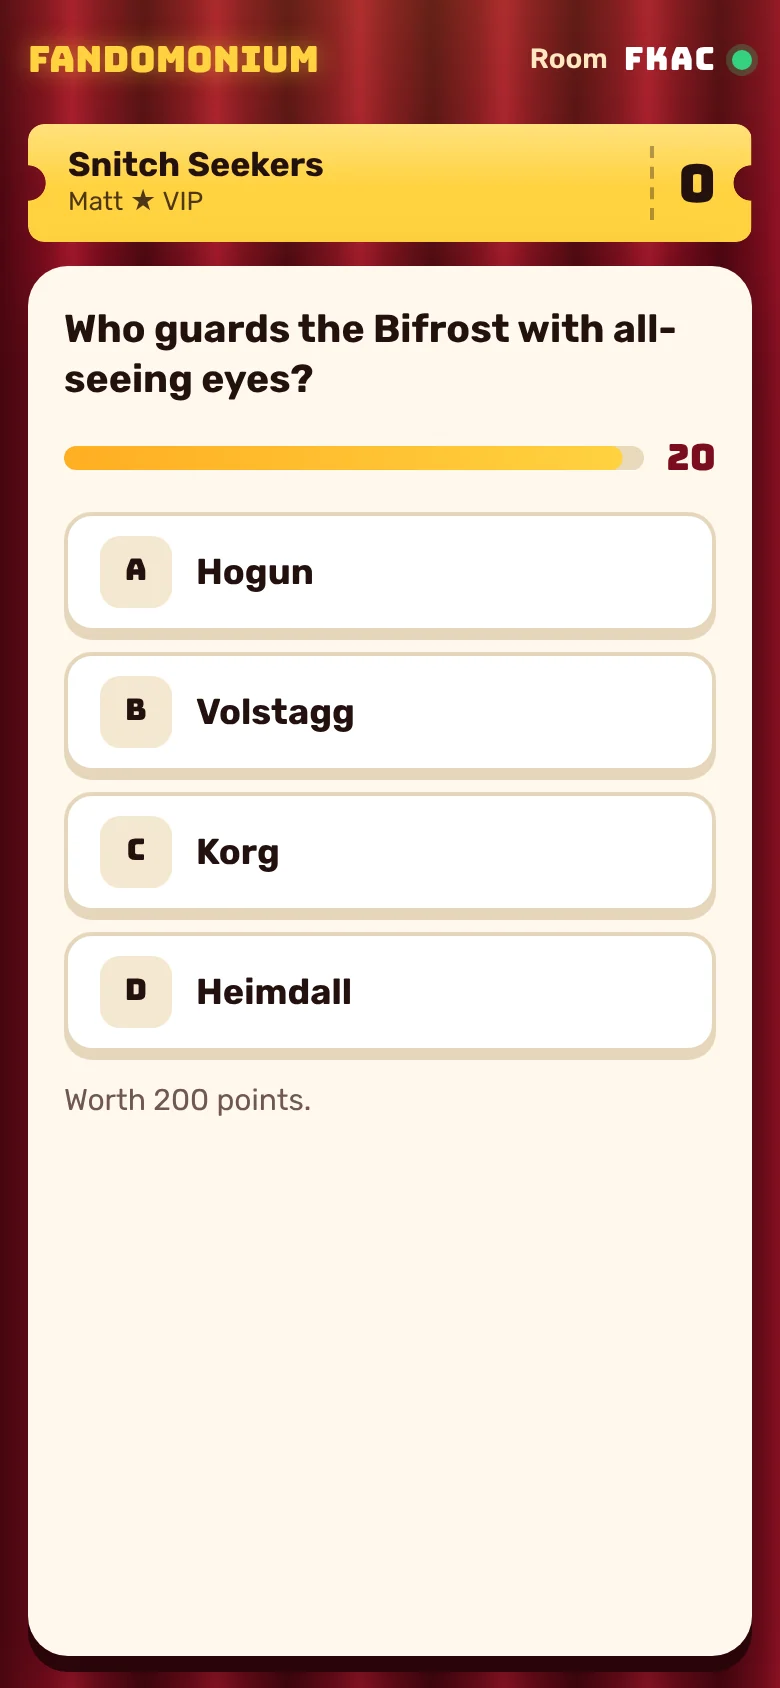 FANDOMONIUM
Room FKAC
Snitch Seekers
Matt ★ VIP
0
Who guards the Bifrost with all-
seeing eyes?
20
A Hogun
B Volstagg
C Korg
D Heimdall
Worth 200 points.